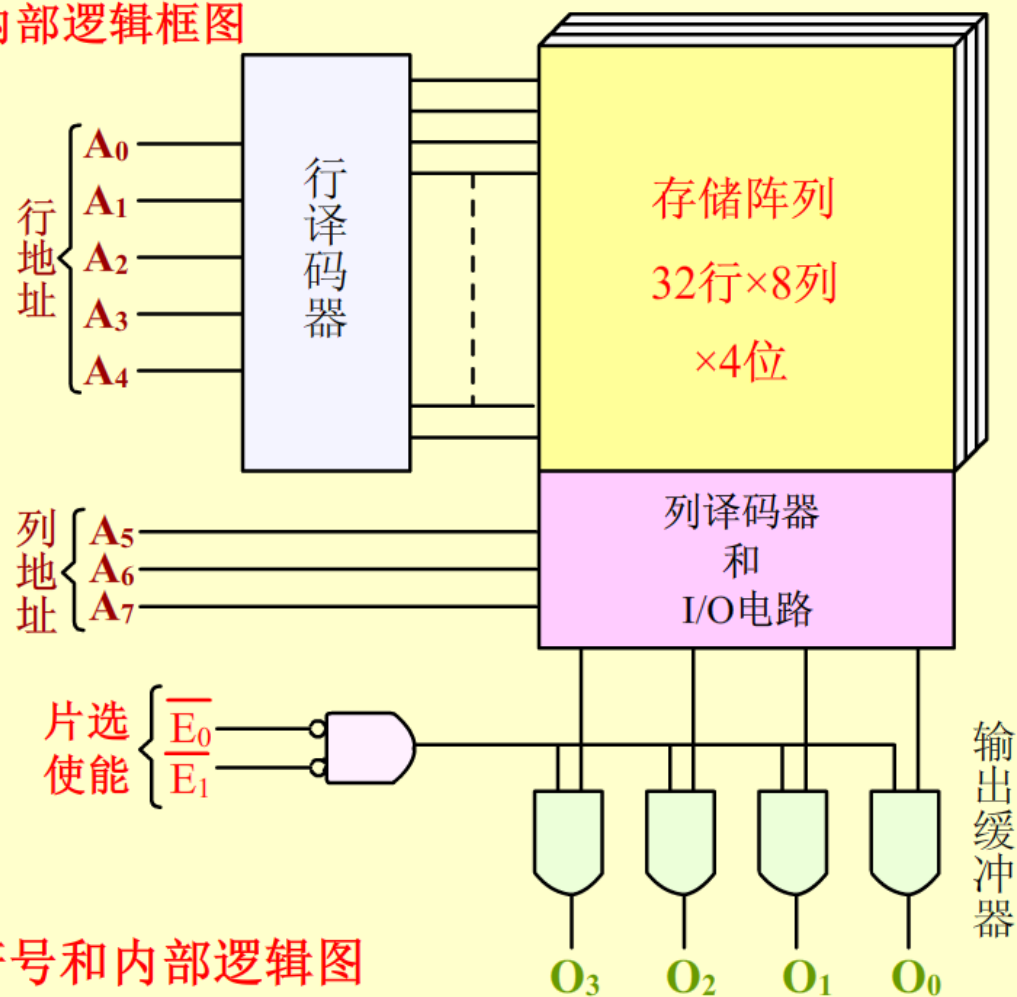 部逻辑框图
行地址
A₀
A₁
A₂
A₃
A₄
行译码器
存储阵列
32行×8列
×4位
列地址
A₅
A₆
A₇
列译码器
和
I/O电路
片选
使能
E̅₀
E̅₁
输出缓冲器
O₃
O₂
O₁
O₀
号和内部逻辑图